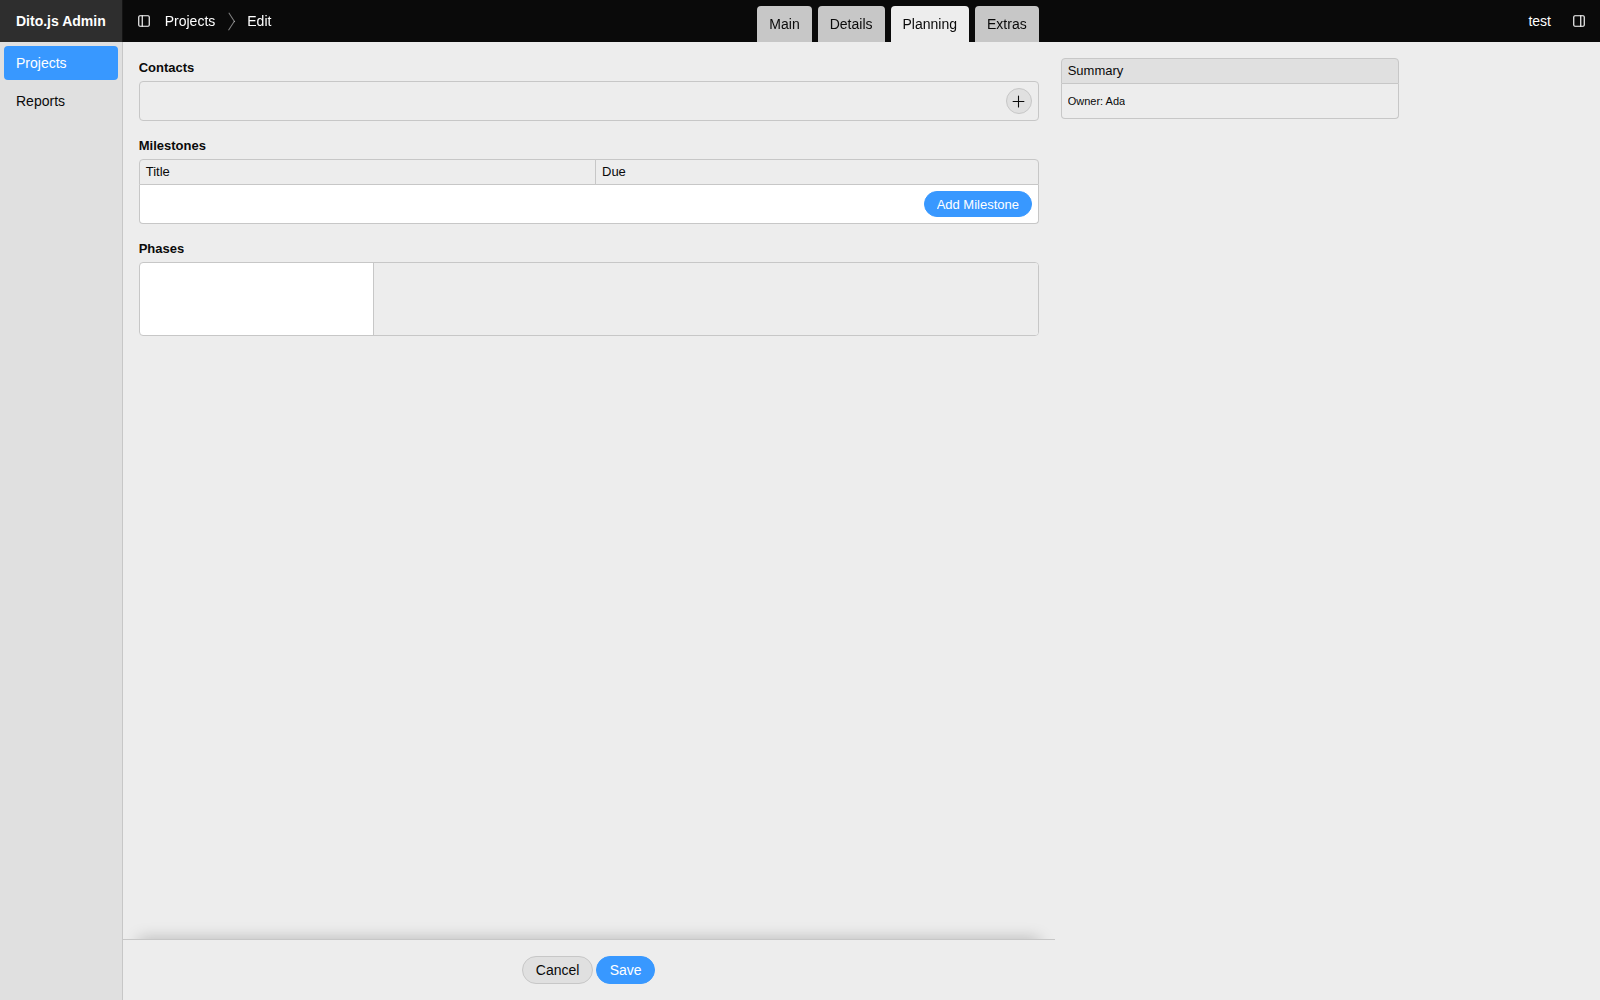 Dito.js Admin
Projects
Edit
Main
Details
Planning
Extras
test
Projects
Reports
Contacts
Milestones
Title
Due
Add Milestone
Phases
Summary
Owner: Ada
Cancel
Save